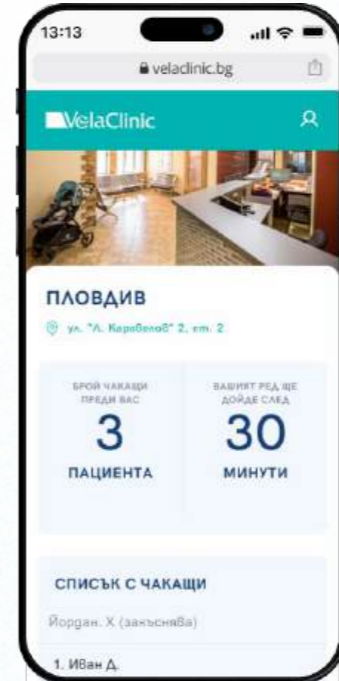 13:13
velaclinic.bg
VelaClinic
ПЛОВДИВ
ул. "Л. Каравелов" 2, ет. 2
БРОЙ ЧАКАЩИ
ПРЕДИ ВАС
3
ПАЦИЕНТА
ВАШИЯТ РЕД ЩЕ
ДОЙДЕ СЛЕД
30
МИНУТИ
СПИСЪК С ЧАКАЩИ
Йордан. Х (закъснява)
1. Иван Д.